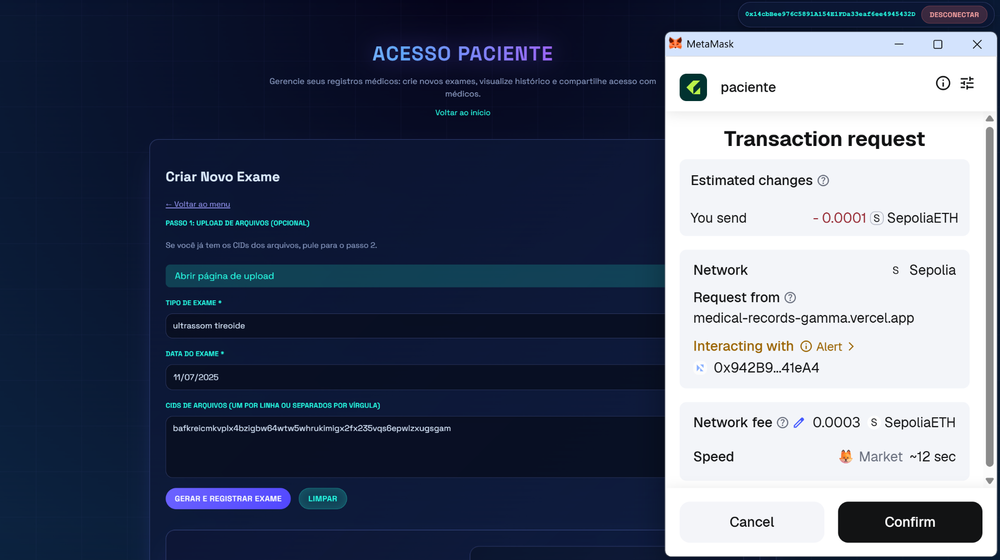 0x14cbBee976C5891A154E1FDa33eaf6ee4945432D
DESCONECTAR
ACESSO PACIENTE
Gerencie seus registros médicos: crie novos exames, visualize histórico e compartilhe acesso com
médicos.
Voltar ao início
Criar Novo Exame
← Voltar ao menu
PASSO 1: UPLOAD DE ARQUIVOS (OPCIONAL)
Se você já tem os CIDs dos arquivos, pule para o passo 2.
Abrir página de upload
TIPO DE EXAME *
ultrassom tireoide
DATA DO EXAME *
11/07/2025
CIDS DE ARQUIVOS (UM POR LINHA OU SEPARADOS POR VÍRGULA)
bafkreicmkvplx4bzigbw64wtw5whrukimigx2fx235vqs6epwlzxugsgam
GERAR E REGISTRAR EXAME
LIMPAR
MetaMask
paciente
Transaction request
Estimated changes
You send - 0.0001 S SepoliaETH
Network S Sepolia
Request from
medical-records-gamma.vercel.app
Interacting with Alert >
0x942B9...41eA4
Network fee 0.0003 S SepoliaETH
Speed Market ~12 sec
Cancel
Confirm